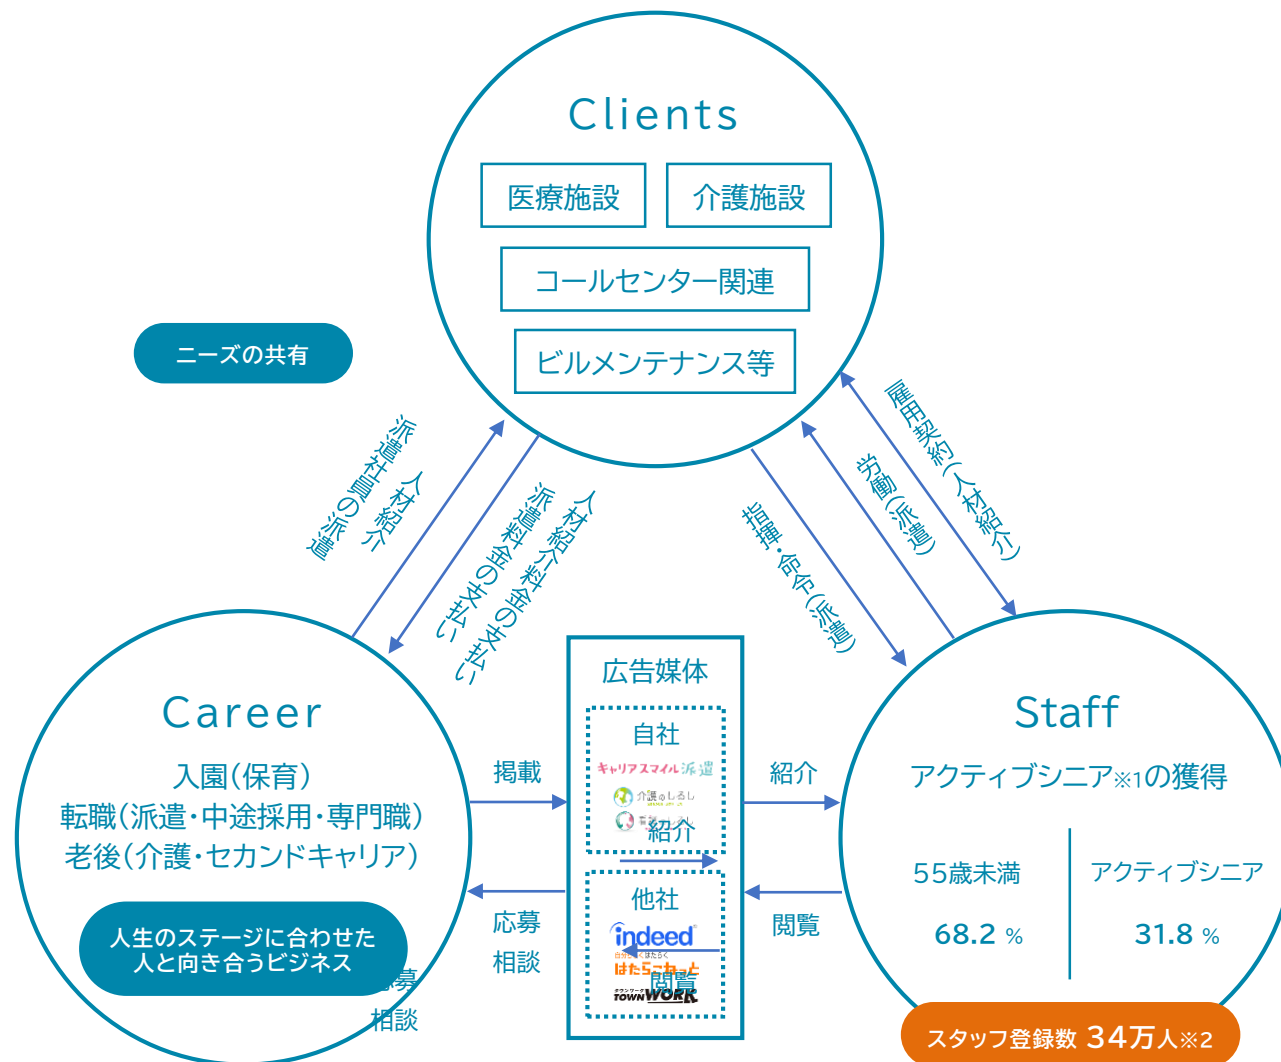 Clients
医療施設
介護施設
コールセンター関連
ビルメンテナンス等
ニーズの共有
人材紹介
派遣社員の派遣
人材紹介料金の支払い
派遣料金の支払い
指揮・命令(派遣)
労働(派遣)
雇用契約(人材紹介)
Career
入園(保育)
転職(派遣・中途採用・専門職)
老後(介護・セカンドキャリア)
人生のステージに合わせた
人と向き合うビジネス
応募
相談
掲載
応募
相談
広告媒体
自社
キャリアスマイル派遣
介護のしるし
看護のしるし
紹介
他社
indeed
はたらこねっと
閲覧
TOWNWORK
紹介
閲覧
Staff
アクティブシニア※1の獲得
55歳未満
68.2 %
アクティブシニア
31.8 %
スタッフ登録数 34万人※2